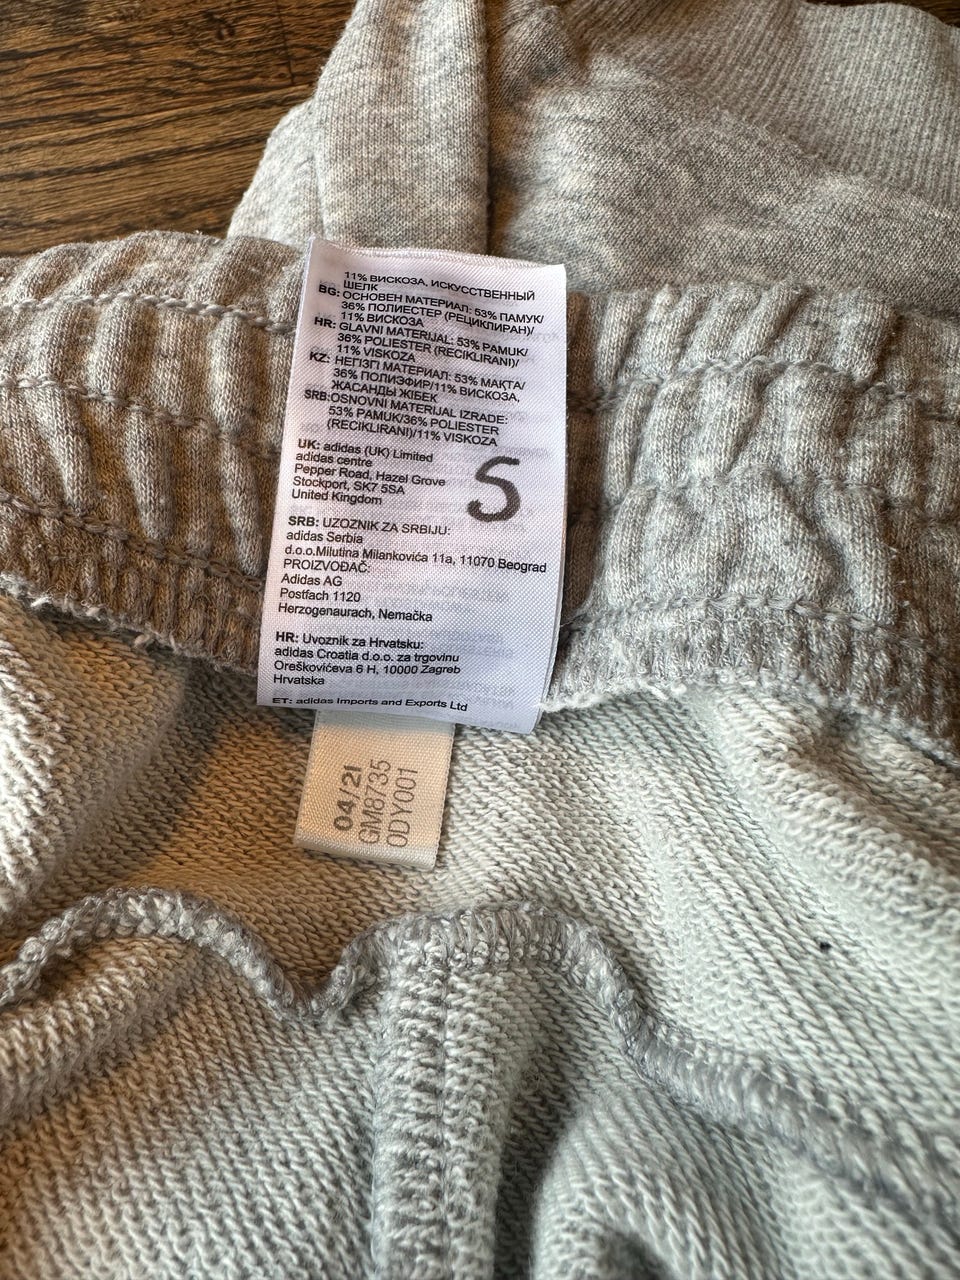 11% ВИСКОЗА, ИСКУССТВЕННЫЙ
ШЕЛК
BG: ОСНОВЕН МАТЕРИАЛ: 53% ПАМУК/
36% ПОЛИЕСТЕР (РЕЦИКЛИРАН)/
11% ВИСКОЗА
HR: GLAVNI MATERIJAL: 53% PAMUK/
36% POLIESTER (RECIKLIRANI)/
11% VISKOZA
KZ: НЕГІЗГІ МАТЕРИАЛ: 53% МАҚТА/
36% ПОЛИЭФИР/11% ВИСКОЗА,
ЖАСАНДЫ ЖІБЕК
SRB:OSNOVNI MATERIJAL IZRADE:
53% PAMUK/36% POLIESTER
(RECIKLIRANI)/11% VISKOZA
UK: adidas (UK) Limited
adidas centre
Pepper Road, Hazel Grove
Stockport, SK7 5SA
United Kingdom
S
SRB: UZOZNIK ZA SRBIJU:
adidas Serbia
d.o.o.Milutina Milankovića 11a, 11070 Beograd
PROIZVOĐAČ:
Adidas AG
Postfach 1120
Herzogenaurach, Nemačka
HR: Uvoznik za Hrvatsku:
adidas Croatia d.o.o. za trgovinu
Oreškovićeva 6 H, 10000 Zagreb
Hrvatska
ET: adidas Imports and Exports Ltd
04/21
GM8735
0DY001